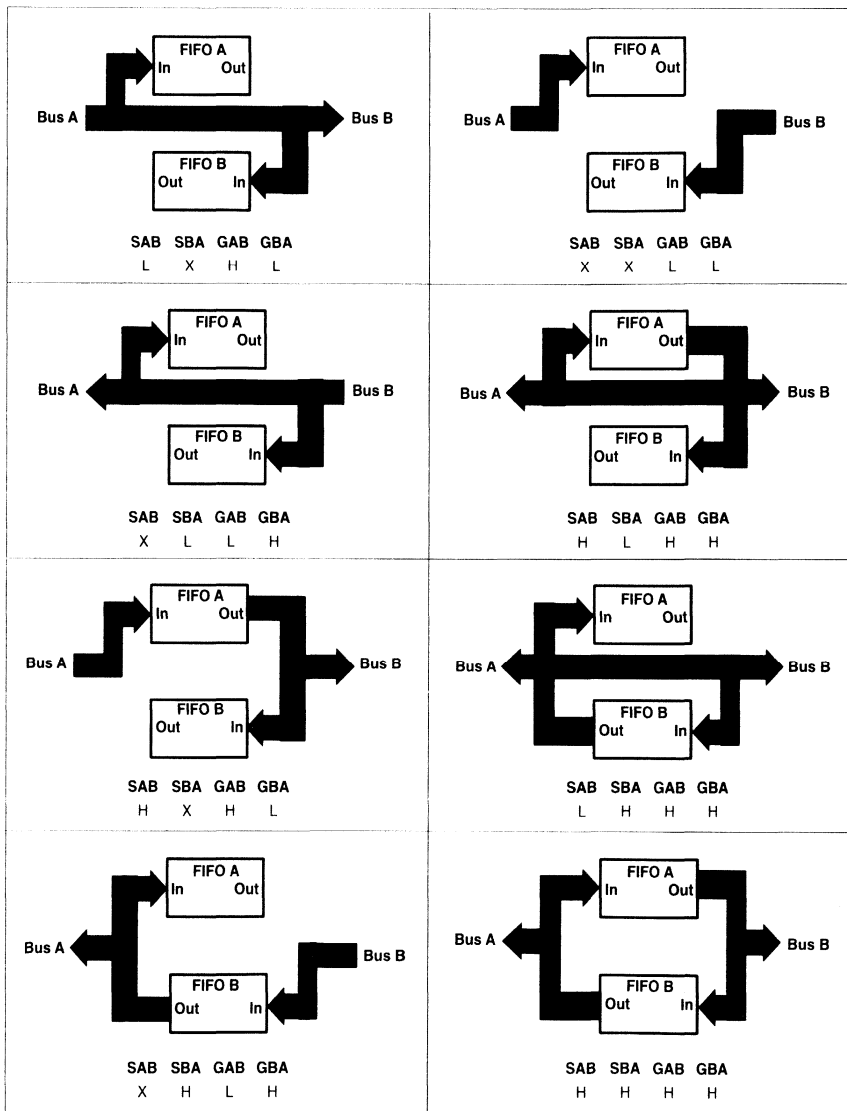 FIFO A
In Out
Bus A Bus B
FIFO B
Out In
SAB SBA GAB GBA
L X H L
FIFO A
In Out
Bus A Bus B
FIFO B
Out In
SAB SBA GAB GBA
X X L L
FIFO A
In Out
Bus A Bus B
FIFO B
Out In
SAB SBA GAB GBA
X L L H
FIFO A
In Out
Bus A Bus B
FIFO B
Out In
SAB SBA GAB GBA
H L H H
FIFO A
In Out
Bus A Bus B
FIFO B
Out In
SAB SBA GAB GBA
H X H L
FIFO A
In Out
Bus A Bus B
FIFO B
Out In
SAB SBA GAB GBA
L H H H
FIFO A
In Out
Bus A Bus B
FIFO B
Out In
SAB SBA GAB GBA
X H L H
FIFO A
In Out
Bus A Bus B
FIFO B
Out In
SAB SBA GAB GBA
H H H H